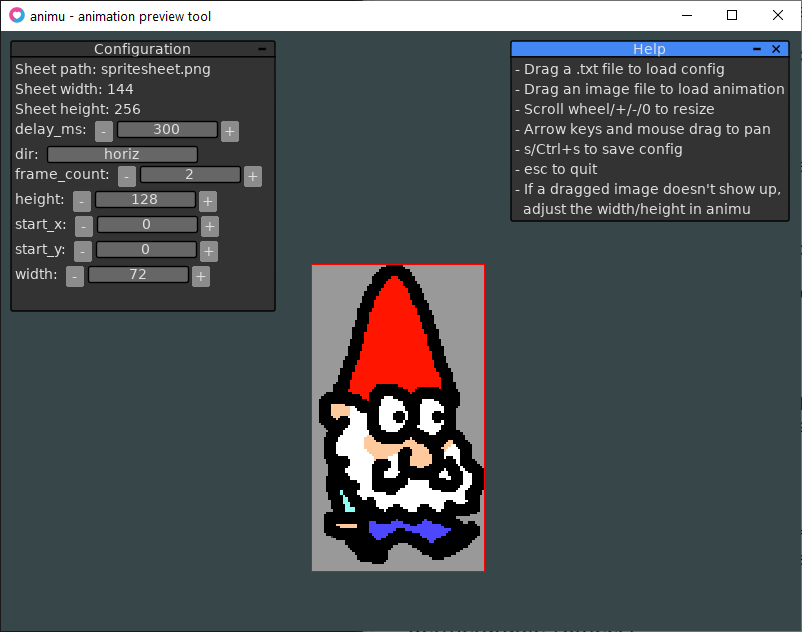 animu - animation preview tool
Configuration
Sheet path: spritesheet.png
Sheet width: 144
Sheet height: 256
delay_ms: - 300 +
dir: horiz
frame_count: - 2 +
height: - 128 +
start_x: - 0 +
start_y: - 0 +
width: - 72 +
Help
- Drag a .txt file to load config
- Drag an image file to load animation
- Scroll wheel/+/-/0 to resize
- Arrow keys and mouse drag to pan
- s/Ctrl+s to save config
- esc to quit
- If a dragged image doesn't show up,
adjust the width/height in animu